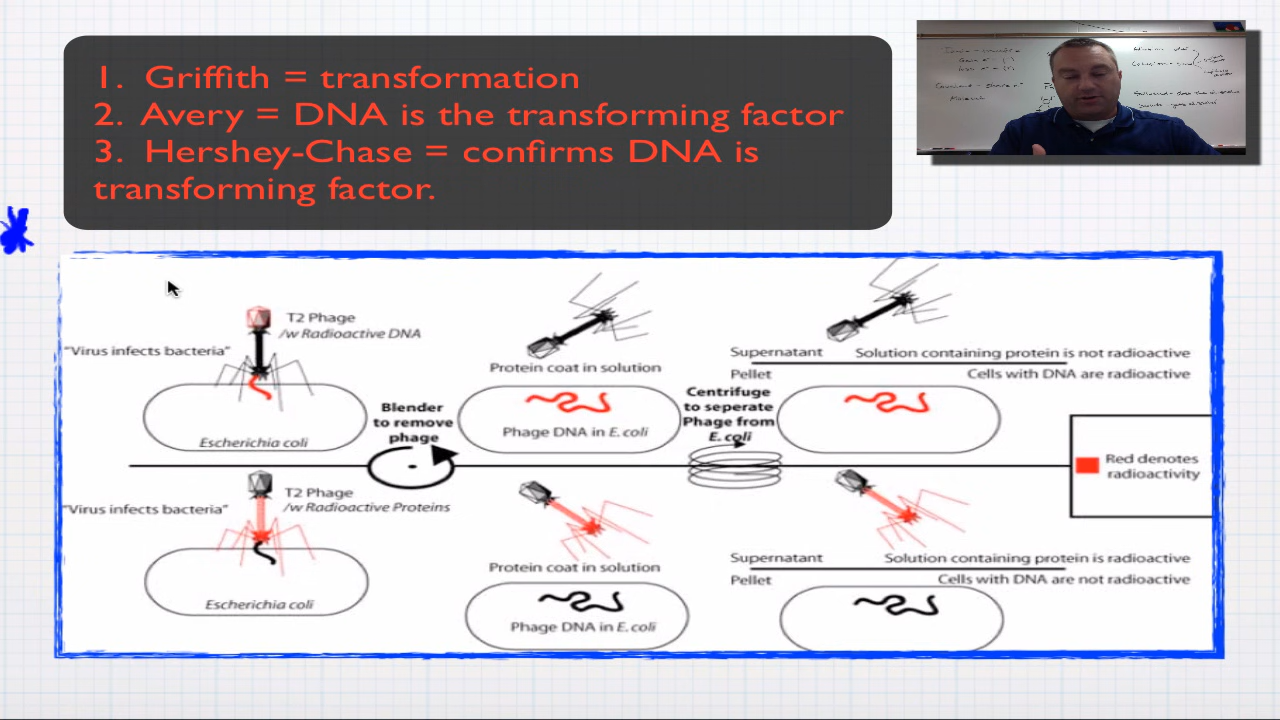 1. Griffith = transformation
2. Avery = DNA is the transforming factor
3. Hershey-Chase = confirms DNA is
transforming factor.
T2 Phage
/w Radioactive DNA
"Virus infects bacteria"
Escherichia coli
Blender
to remove
phage
Protein coat in solution
Phage DNA in E. coli
Centrifuge
to seperate
Phage from
E. coli
Supernatant Solution containing protein is not radioactive
Pellet Cells with DNA are radioactive
Red denotes
radioactivity
T2 Phage
/w Radioactive Proteins
"Virus infects bacteria"
Escherichia coli
Protein coat in solution
Phage DNA in E. coli
Supernatant Solution containing protein is radioactive
Pellet Cells with DNA are not radioactive